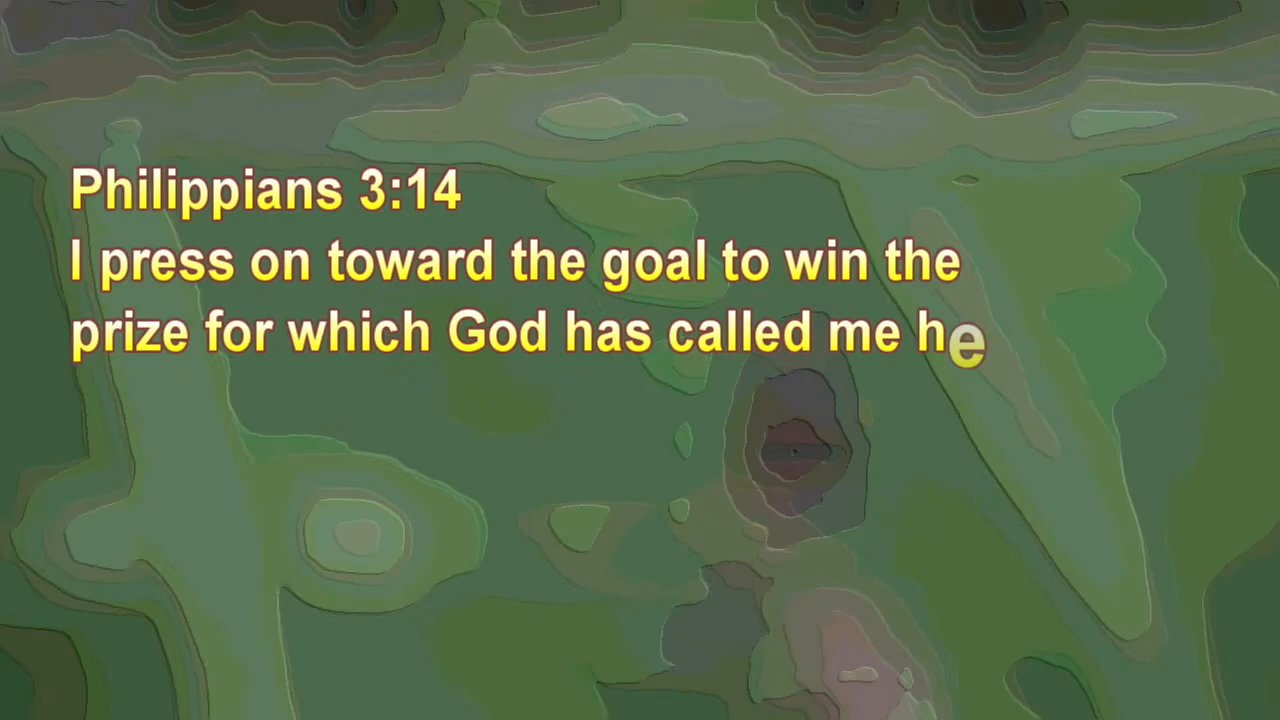 Philippians 3:14
I press on toward the goal to win the
prize for which God has called me he